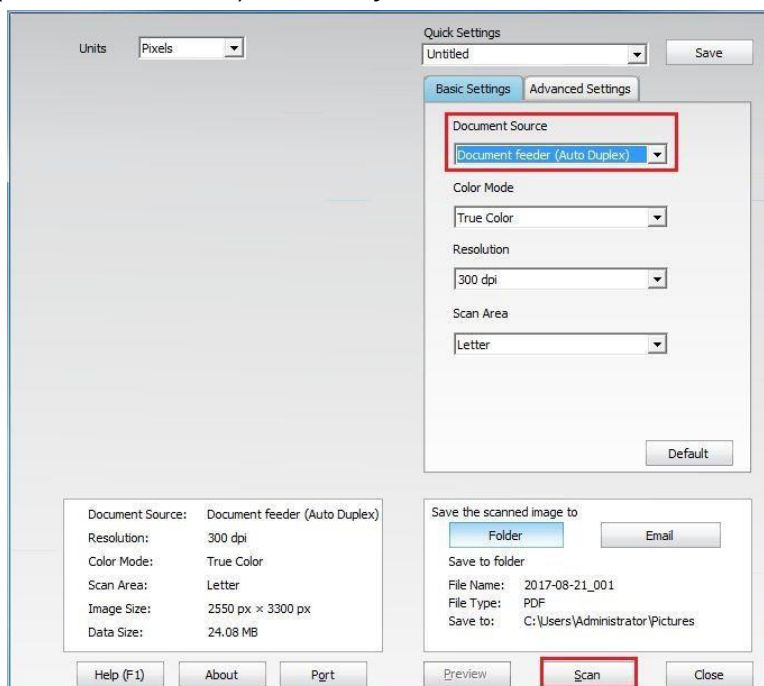 Units Pixels
Quick Settings
Untitled Save
Basic Settings Advanced Settings
Document Source
Document feeder (Auto Duplex)
Color Mode
True Color
Resolution
300 dpi
Scan Area
Letter
Default
Document Source: Document feeder (Auto Duplex)
Resolution: 300 dpi
Color Mode: True Color
Scan Area: Letter
Image Size: 2550 px × 3300 px
Data Size: 24.08 MB
Save the scanned image to
Folder Email
Save to folder
File Name: 2017-08-21_001
File Type: PDF
Save to: C:\Users\Administrator\Pictures
Help (F1) About Port Preview Scan Close